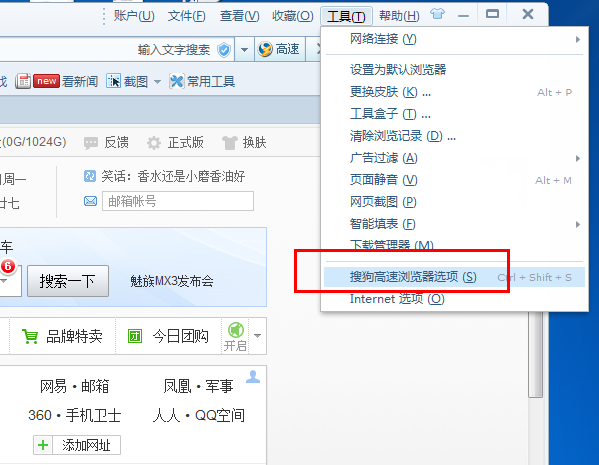 账户(U) 文件(F) 查看(V) 收藏(O) 工具(T) 帮助(H)
输入文字搜索 高速
new 看新闻 截图 常用工具
(0G/1024G) 反馈 正式版 换肤
周一 笑话：香水还是小磨香油好
廿七 邮箱帐号
车
6 搜索一下 魅族MX3发布会
品牌特卖 团 今日团购 开启
网易·邮箱 凤凰·军事
360·手机卫士 人人·QQ空间
添加网址
网络连接 (Y)
设置为默认浏览器
更换皮肤 (K) ... Alt + P
工具盒子 (T) ...
清除浏览记录 (D) ...
广告过滤 (A)
页面静音 (V) Alt + M
网页截图 (P)
智能填表 (F)
下载管理器 (M)
搜狗高速浏览器选项 (S) Ctrl + Shift + S
Internet 选项 (O)